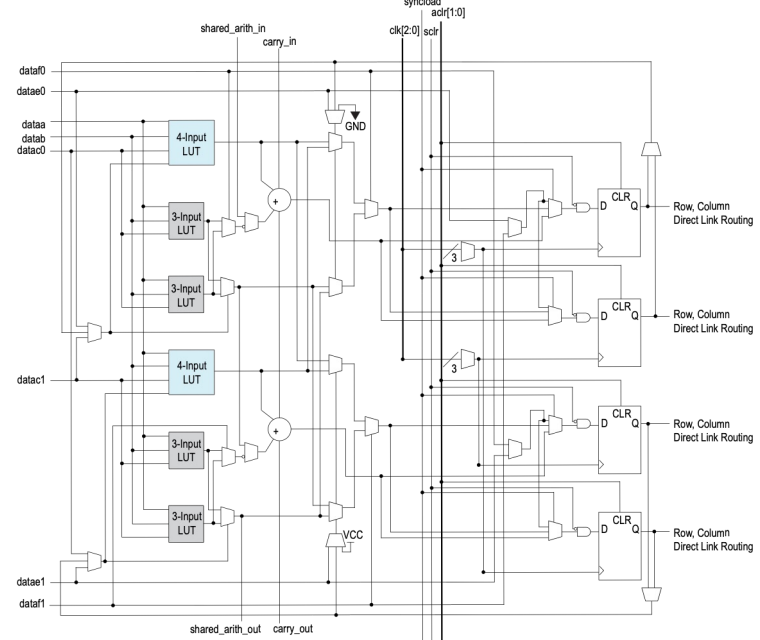 syncload
aclr[1:0]
shared_arith_in
carry_in
clk[2:0]
sclr
dataf0
datae0
GND
dataa
datab
datac0
4-Input
LUT
+
3-Input
LUT
CLR
D
Q
Row, Column
Direct Link Routing
3
3-Input
LUT
CLR
D
Q
Row, Column
Direct Link Routing
4-Input
LUT
3
datac1
+
3-Input
LUT
CLR
D
Q
Row, Column
Direct Link Routing
3-Input
LUT
CLR
D
Q
Row, Column
Direct Link Routing
VCC
datae1
dataf1
shared_arith_out
carry_out